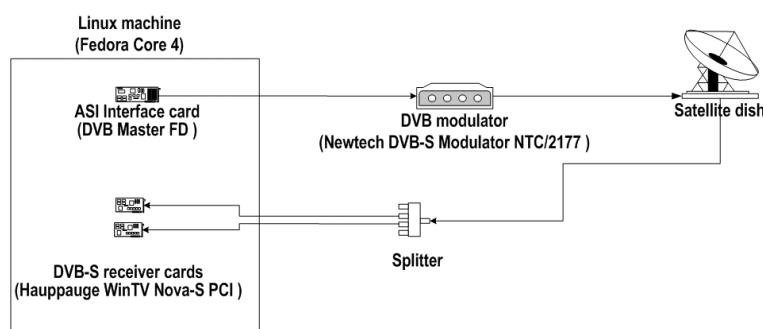 Linux machine
(Fedora Core 4)
ASI Interface card
(DVB Master FD )
DVB modulator
(Newtech DVB-S Modulator NTC/2177 )
Satellite dish
Splitter
DVB-S receiver cards
(Hauppauge WinTV Nova-S PCI )